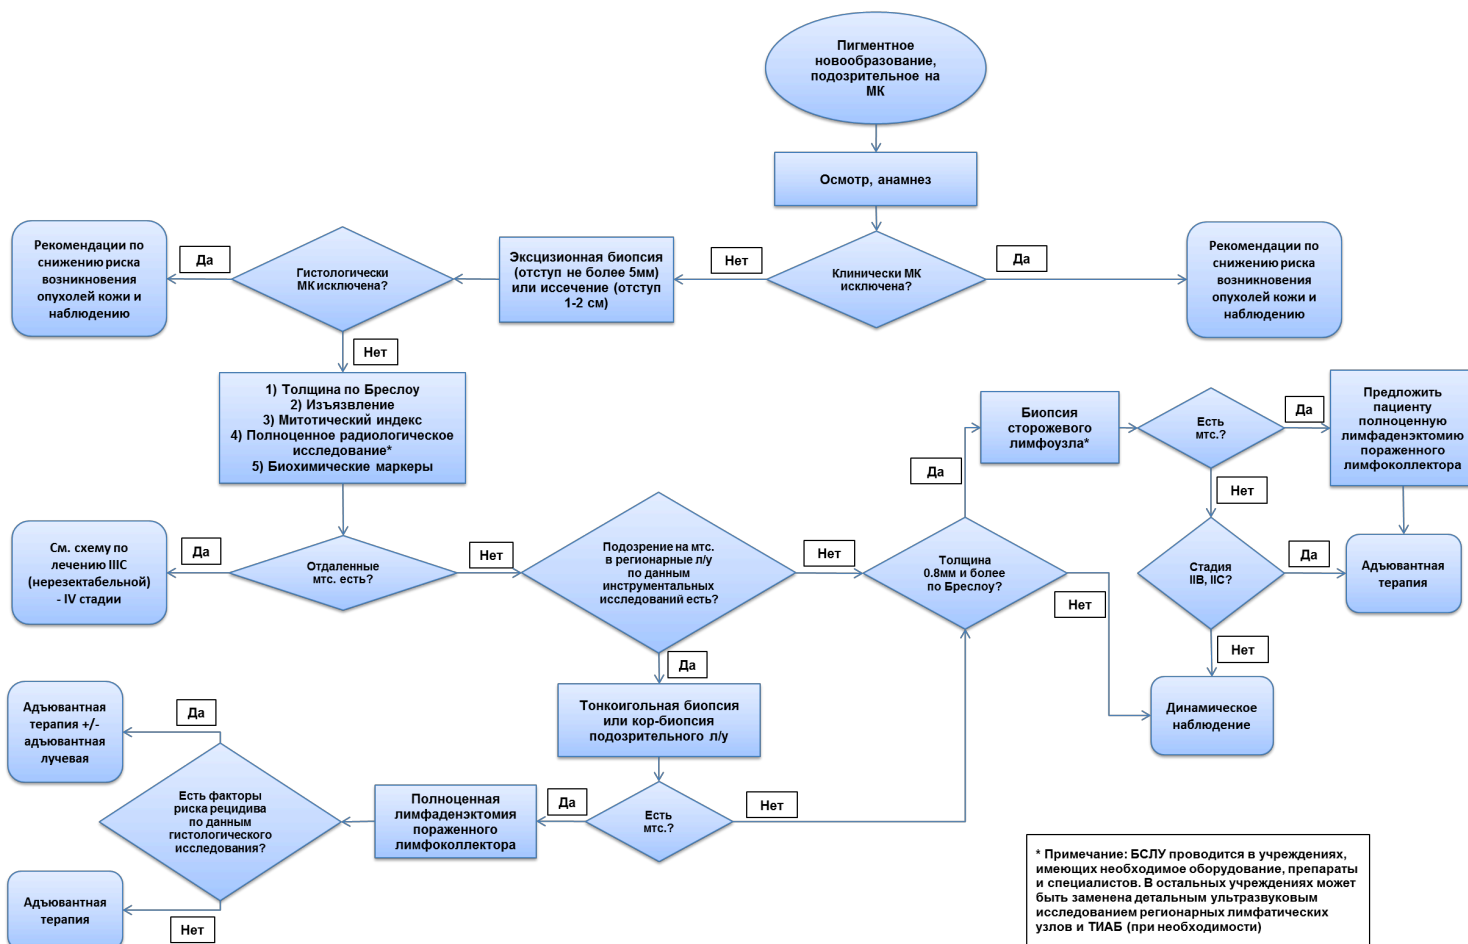 Пигментное
новообразование,
подозрительное на
МК
Осмотр, анамнез
Рекомендации по
снижению риска
возникновения
опухолей кожи и
наблюдению
Да
Гистологически
МК исключена?
Эксцизионная биопсия
(отступ не более 5мм)
или иссечение (отступ
1-2 см)
Нет
Клинически МК
исключена?
Да
Рекомендации по
снижению риска
возникновения
опухолей кожи и
наблюдению
Нет
1) Толщина по Бреслоу
2) Изъязвление
3) Митотический индекс
4) Полноценное радиологическое
исследование*
5) Биохимические маркеры
Биопсия
сторожевого
лимфоузла*
Есть
мтс.?
Да
Предложить
пациенту
полноценную
лимфаденэктомию
пораженного
лимфоколлектора
Да
Нет
См. схему по
лечению IIIC
(нерезектабельной)
- IV стадии
Да
Отдаленные
мтс. есть?
Нет
Подозрение на мтс.
в регионарные л/у
по данным
инструментальных
исследований есть?
Нет
Толщина
0.8мм и более
по Бреслоу?
Нет
Стадия
IIB, IIC?
Да
Адъювантная
терапия
Нет
Да
Тонкоигольная биопсия
или кор-биопсия
подозрительного л/у
Динамическое
наблюдение
Адъювантная
терапия +/-
адъювантная
лучевая
Да
Есть факторы
риска рецидива
по данным
гистологического
исследования?
Полноценная
лимфаденэктомия
пораженного
лимфоколлектора
Да
Есть
мтс.?
Нет
Адъювантная
терапия
Нет
* Примечание: БСЛУ проводится в учреждениях,
имеющих необходимое оборудование, препараты
и специалистов. В остальных учреждениях может
быть заменена детальным ультразвуковым
исследованием регионарных лимфатических
узлов и ТИАБ (при необходимости)